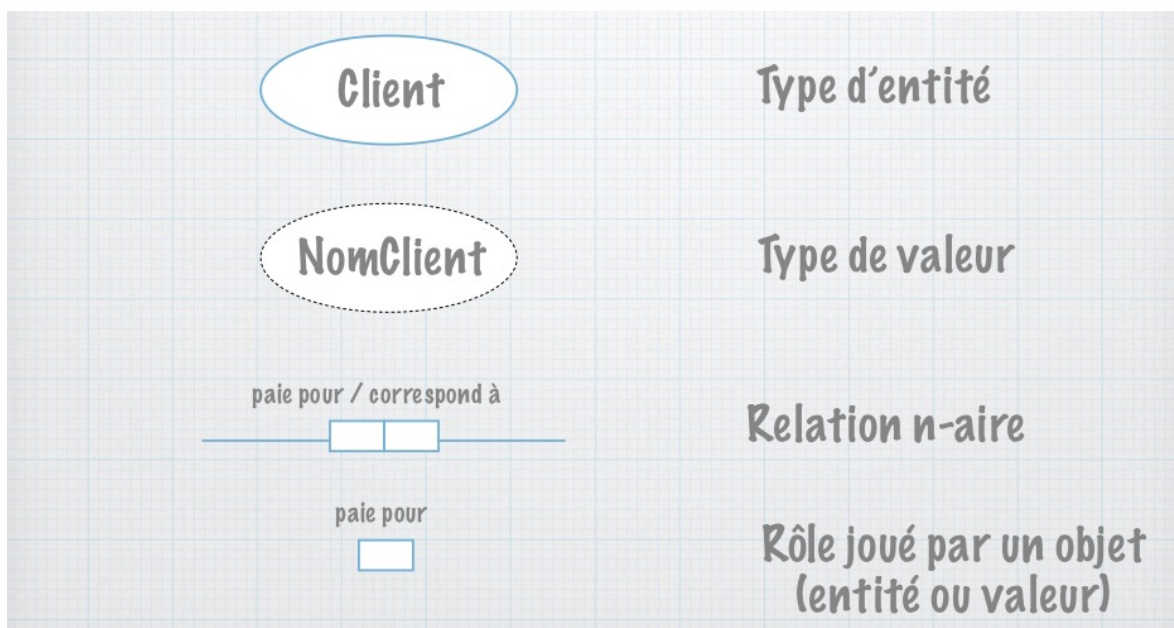 Client
Type d'entité
NomClient
Type de valeur
paie pour / correspond à
Relation n-aire
paie pour
Rôle joué par un objet
(entité ou valeur)